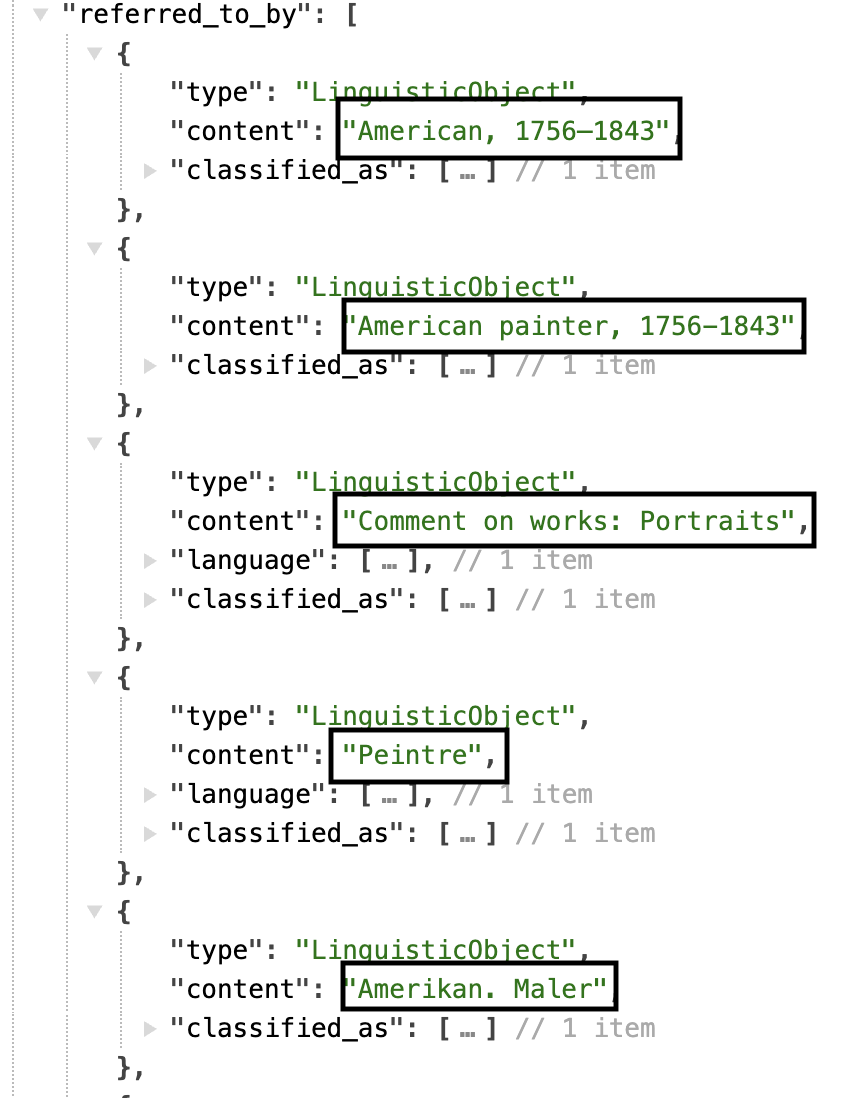 "referred_to_by": [
{
"type": "LinguisticObject",
"content": "American, 1756–1843",
"classified_as": [ … ] // 1 item
},
{
"type": "LinguisticObject",
"content": "American painter, 1756–1843",
"classified_as": [ … ] // 1 item
},
{
"type": "LinguisticObject",
"content": "Comment on works: Portraits",
"language": [ … ], // 1 item
"classified_as": [ … ] // 1 item
},
{
"type": "LinguisticObject",
"content": "Peintre",
"language": [ … ], // 1 item
"classified_as": [ … ] // 1 item
},
{
"type": "LinguisticObject",
"content": "Amerikan. Maler",
"classified_as": [ … ] // 1 item
},